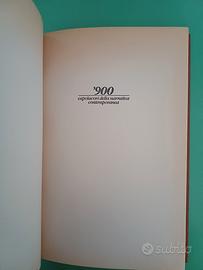 '900
capolavori della narrativa
contemporanea
subito